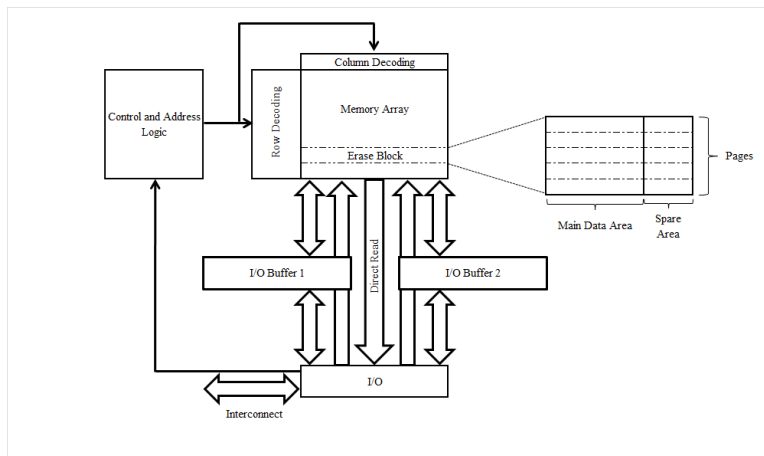 Column Decoding
Control and Address
Logic
Row Decoding
Memory Array
Erase Block
Pages
Main Data Area
Spare
Area
I/O Buffer 1
Direct Read
I/O Buffer 2
I/O
Interconnect